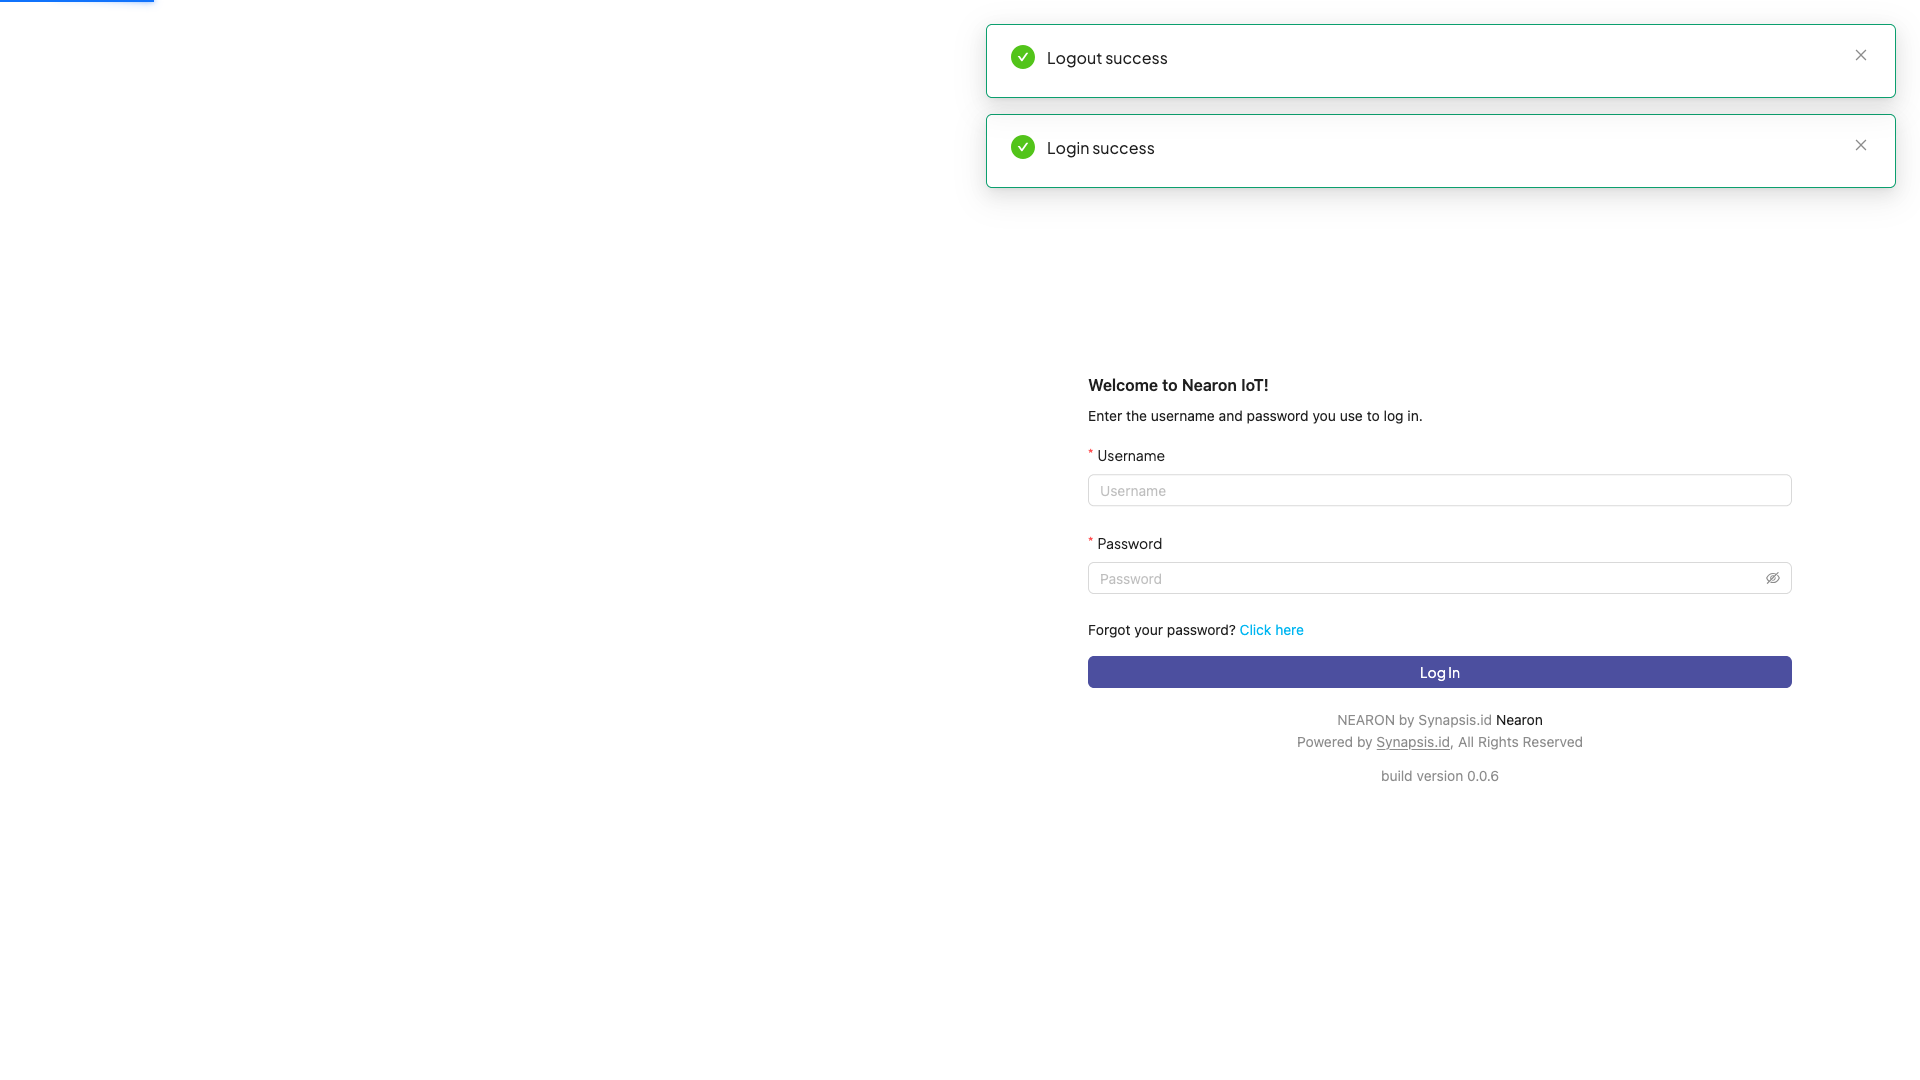 Logout success
Login success
Welcome to Nearon IoT!
Enter the username and password you use to log in.
* Username
Username
* Password
Password
Forgot your password? Click here
Log In
NEARON by Synapsis.id Nearon
Powered by Synapsis.id, All Rights Reserved
build version 0.0.6